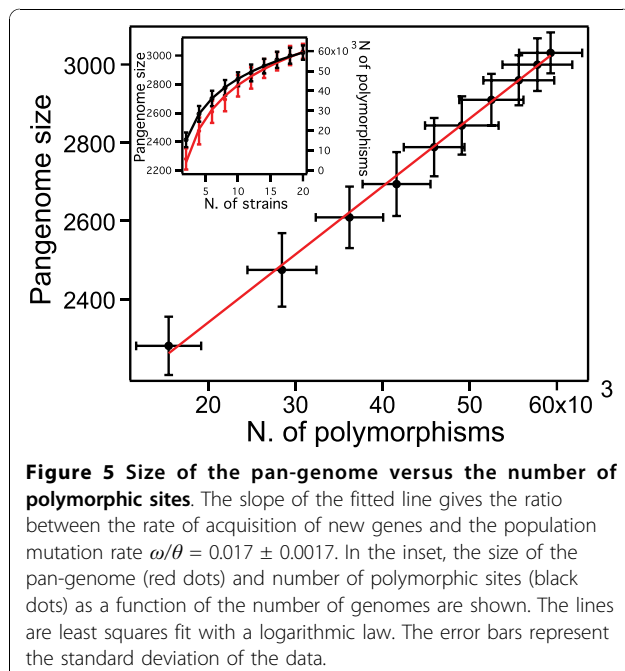 3000
2800
2600
2400
Pangenome size
20 30 40 50 60x10 3
N. of polymorphisms
3000
2800
2600
2400
2200
Pangenome size
5 10 15 20
N. of strains
60x10 3
50
40
30
20
10
0
N. of polymorphisms
Figure 5 Size of the pan-genome versus the number of
polymorphic sites. The slope of the fitted line gives the ratio
between the rate of acquisition of new genes and the population
mutation rate ω/θ = 0.017 ± 0.0017. In the inset, the size of the
pan-genome (red dots) and number of polymorphic sites (black
dots) as a function of the number of genomes are shown. The lines
are least squares fit with a logarithmic law. The error bars represent
the standard deviation of the data.